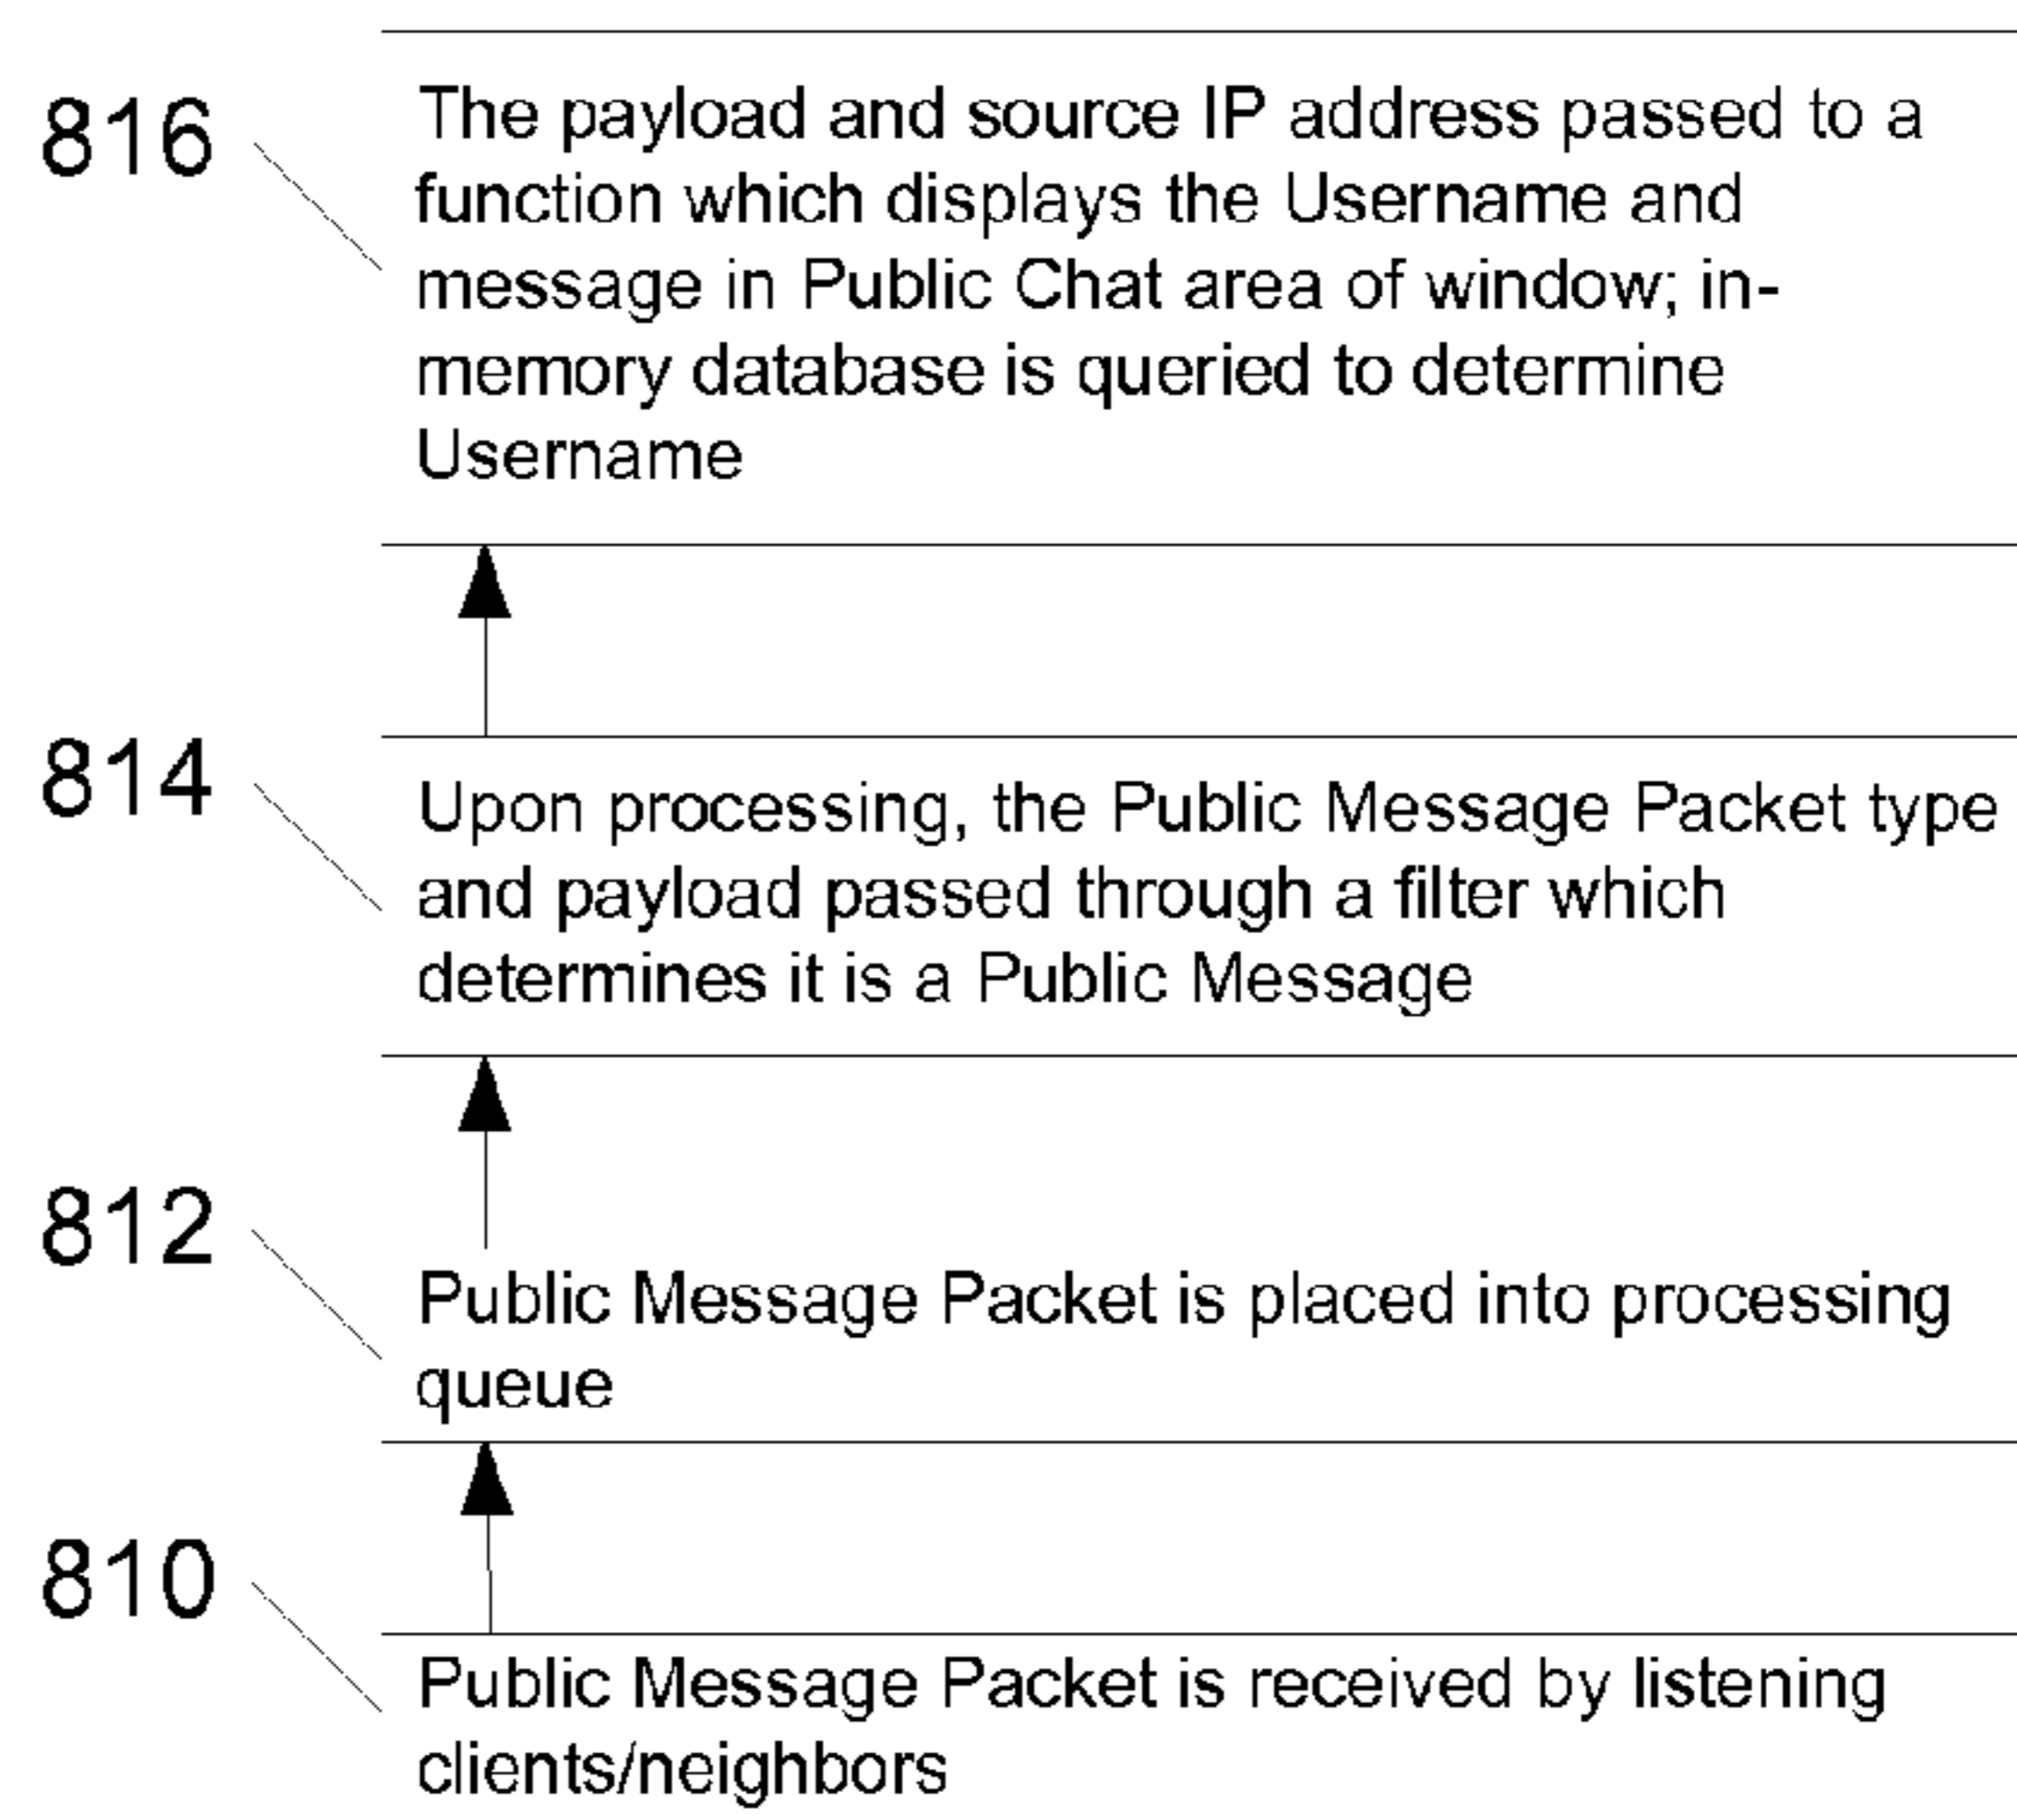 816
The payload and source IP address passed to a
function which displays the Username and
message in Public Chat area of window; in-
memory database is queried to determine
Username
814
Upon processing, the Public Message Packet type
and payload passed through a filter which
determines it is a Public Message
812
Public Message Packet is placed into processing
queue
810
Public Message Packet is received by listening
clients/neighbors